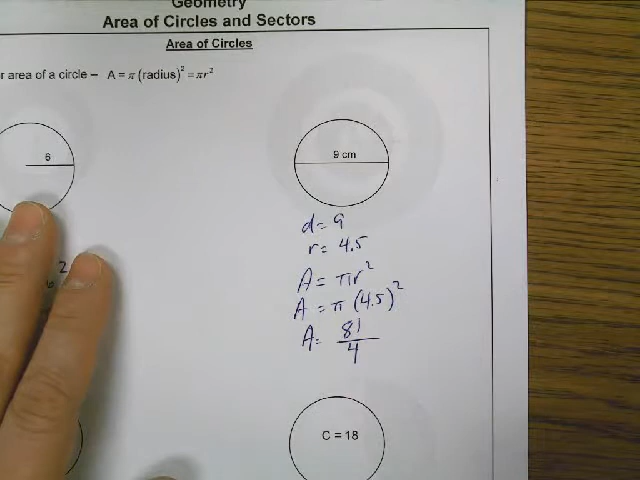 Geometry
Area of Circles and Sectors
Area of Circles
r area of a circle – A = π(radius)² = πr²
6
9 cm
d = 9
r = 4.5
2
A = πr²
A = π(4.5)²
A = 81/4
C = 18